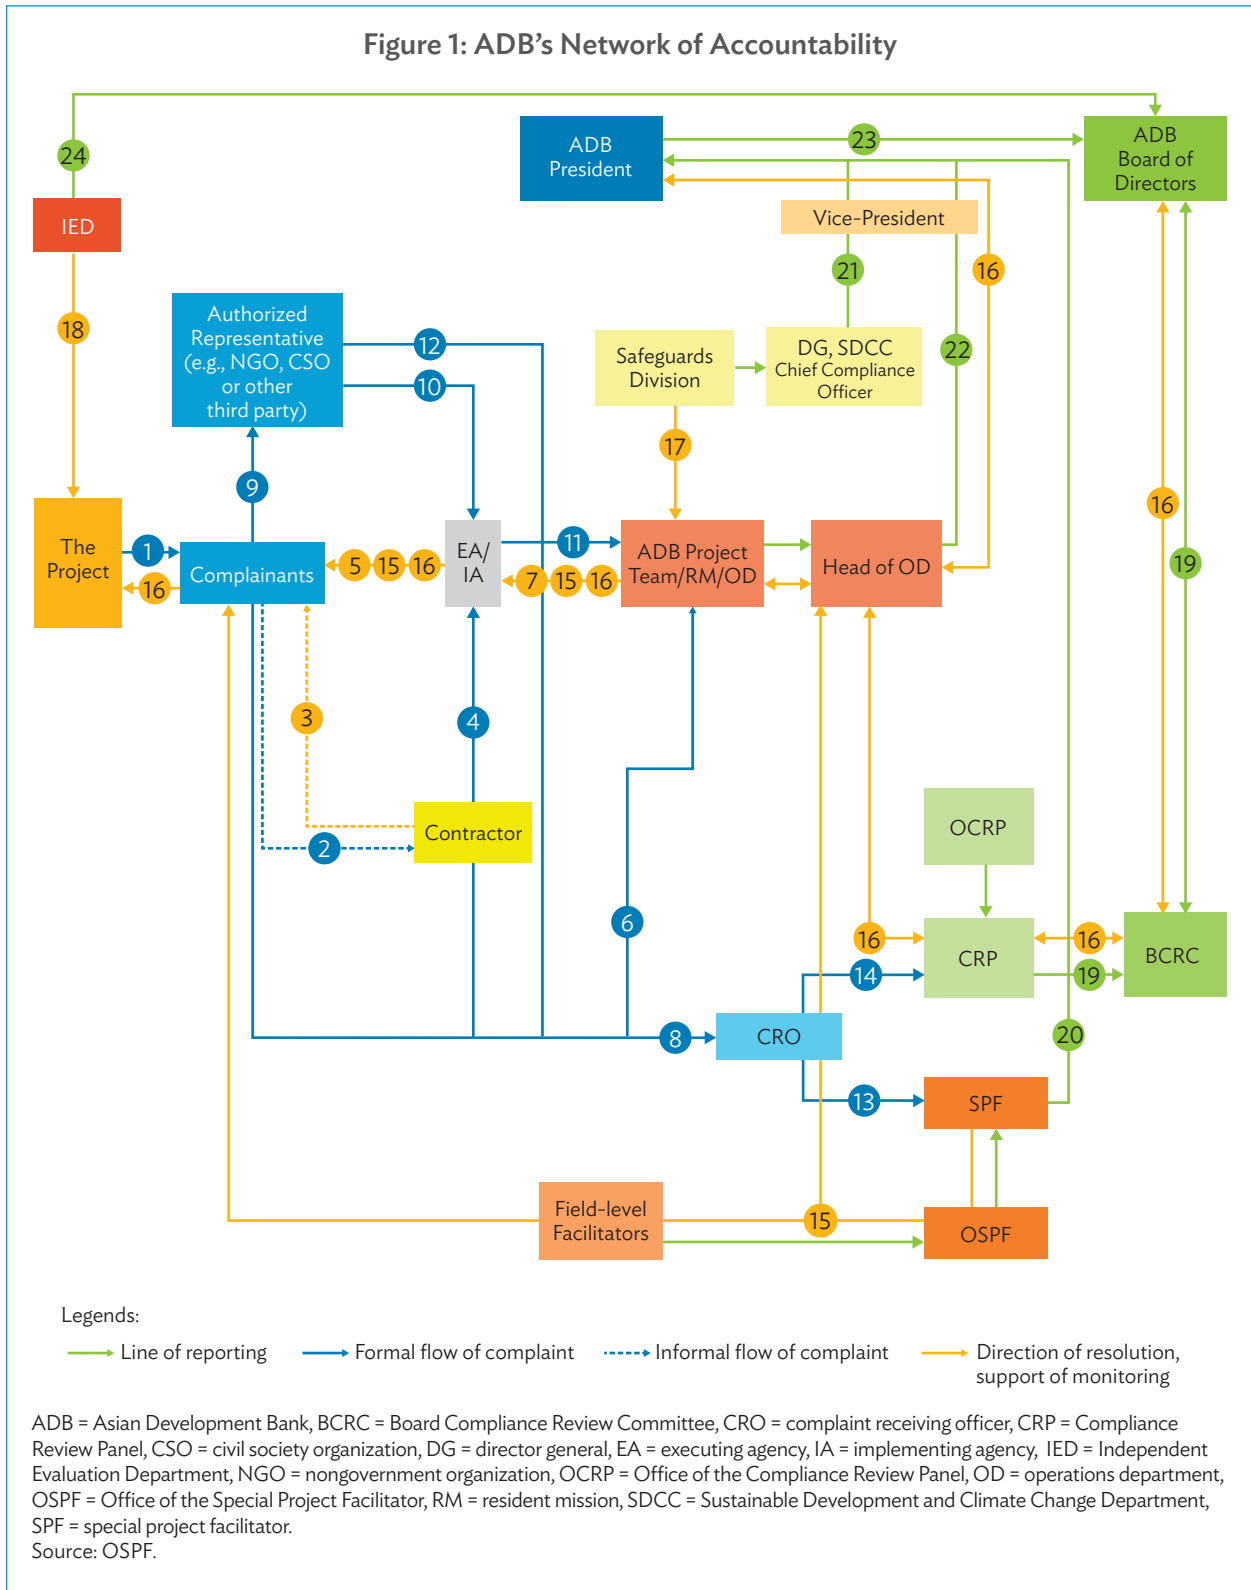 Figure 1: ADB's Network of Accountability
24
ADB
President
23
ADB
Board of
Directors
IED
Vice-President
21
16
18
Authorized
Representative
(e.g., NGO, CSO
or other
third party)
12
10
Safeguards
Division
DG, SDCC
Chief Compliance
Officer
22
17
9
16
The
Project
1
16
Complainants
5
15
16
EA/
IA
11
7
15
16
ADB Project
Team/RM/OD
Head of OD
19
3
4
2
Contractor
OCRP
6
16
14
CRP
16
19
BCRC
8
CRO
20
13
SPF
Field-level
Facilitators
15
OSPF
Legends:
Line of reporting
Formal flow of complaint
Informal flow of complaint
Direction of resolution,
support of monitoring
ADB = Asian Development Bank, BCRC = Board Compliance Review Committee, CRO = complaint receiving officer, CRP = Compliance
Review Panel, CSO = civil society organization, DG = director general, EA = executing agency, IA = implementing agency, IED = Independent
Evaluation Department, NGO = nongovernment organization, OCRP = Office of the Compliance Review Panel, OD = operations department,
OSPF = Office of the Special Project Facilitator, RM = resident mission, SDCC = Sustainable Development and Climate Change Department,
SPF = special project facilitator.
Source: OSPF.